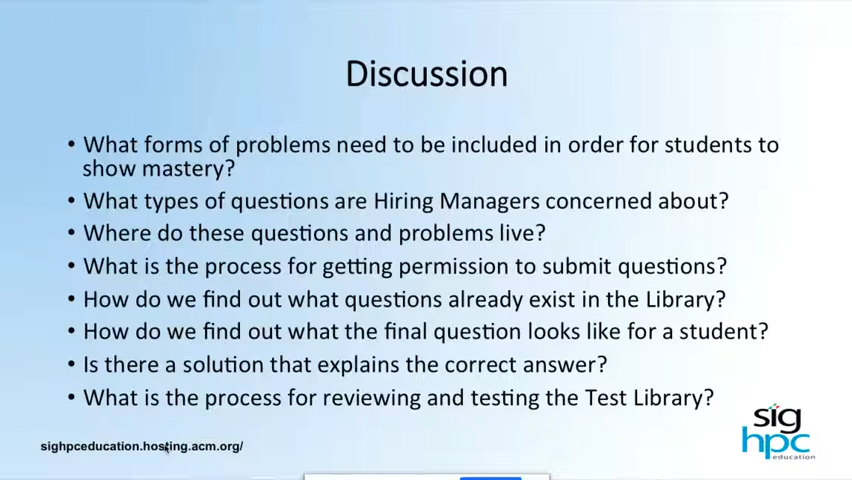 Discussion
• What forms of problems need to be included in order for students to
show mastery?
• What types of questions are Hiring Managers concerned about?
• Where do these questions and problems live?
• What is the process for getting permission to submit questions?
• How do we find out what questions already exist in the Library?
• How do we find out what the final question looks like for a student?
• Is there a solution that explains the correct answer?
• What is the process for reviewing and testing the Test Library?
sighpceducation.hosting.acm.org/
sig
hpc
education